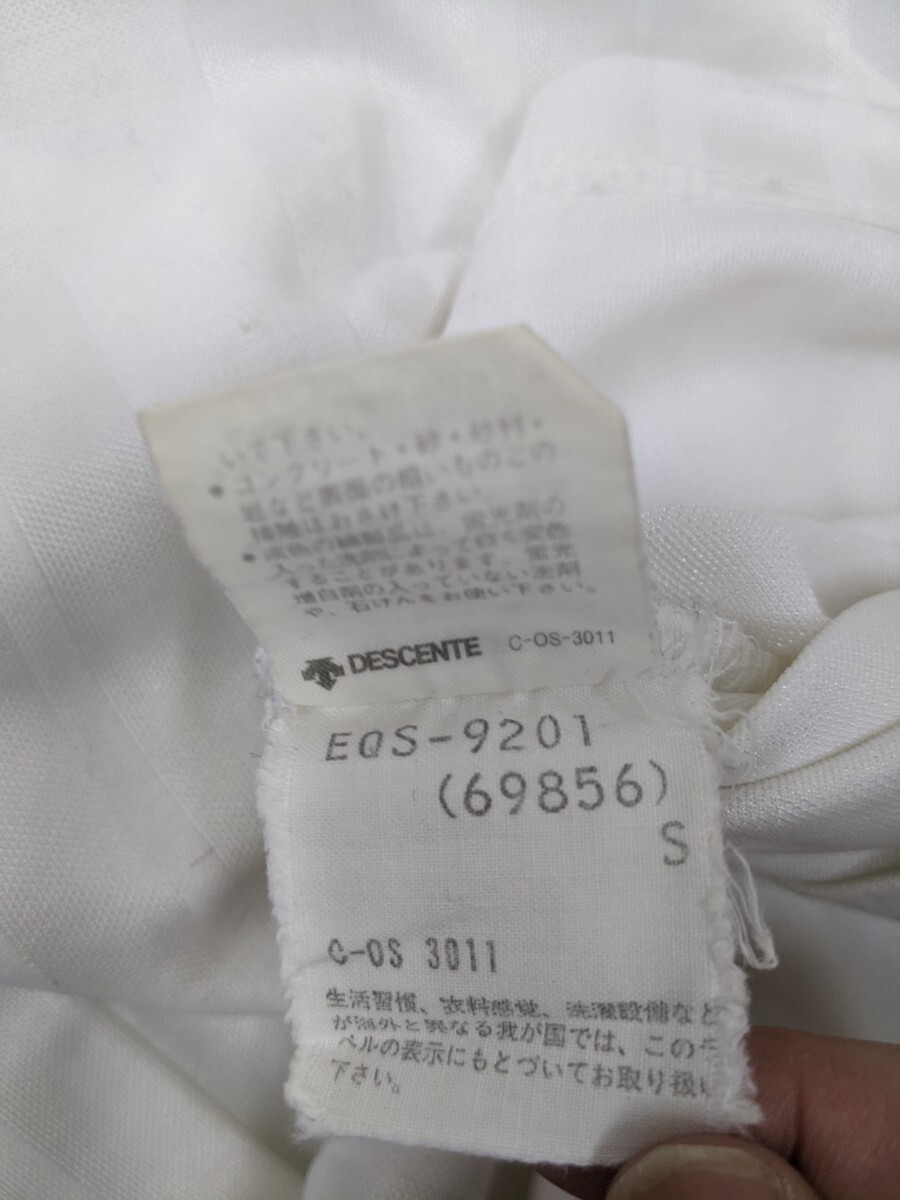 いで下さい。
• コンクリート・砂・砂利・
岩など表面の粗いものとの
接触はおさけ下さい。
• 淡色の綿製品は、蛍光剤の
入った洗剤によって白く変色
することがあります。蛍光
増白剤の入っていない洗剤
や、石けんをお使い下さい。
DESCENTE C-OS-3011
EQS-9201
(69856)
S
C-OS 3011
生活習慣、衣料感覚、洗濯設備など
が海外と異なる我が国では、この
ベルの表示にもとづいてお取り扱い
下さい。